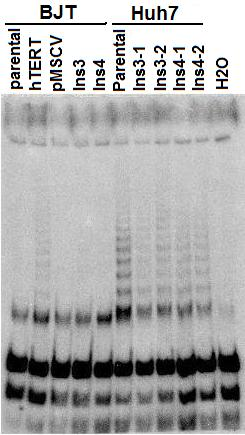 BJT Huh7
parental hTERT pMSCV Ins3 Ins4 Parental Ins3-1 Ins3-2 Ins4-1 Ins4-2 H2O